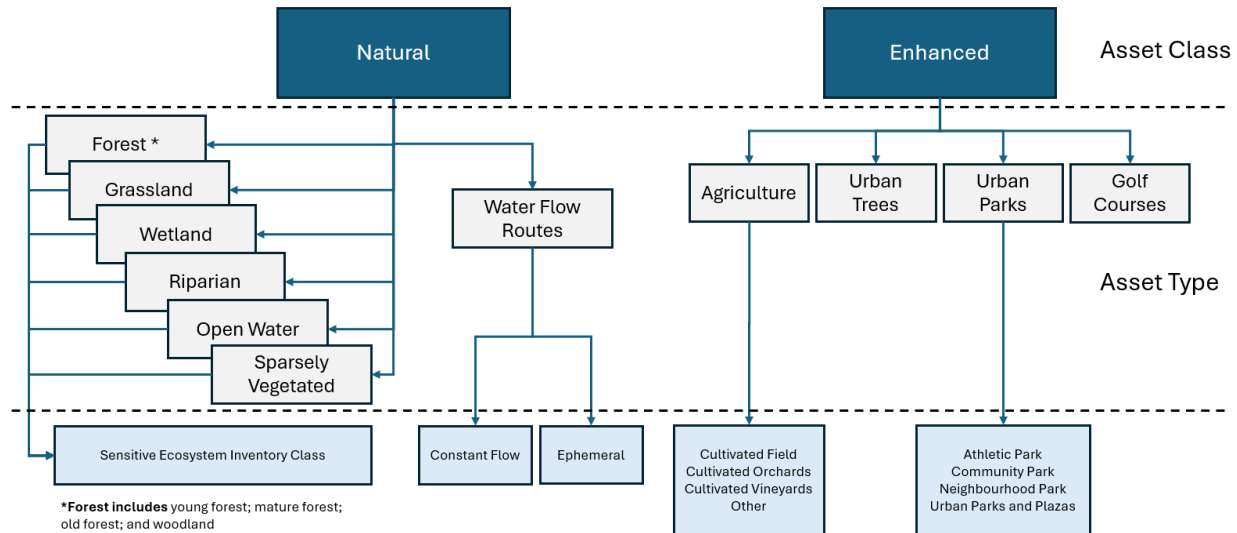 Natural
Enhanced
Asset Class
Forest *
Grassland
Wetland
Riparian
Open Water
Sparsely
Vegetated
Water Flow
Routes
Agriculture
Urban
Trees
Urban
Parks
Golf
Courses
Asset Type
Sensitive Ecosystem Inventory Class
Constant Flow
Ephemeral
Cultivated Field
Cultivated Orchards
Cultivated Vineyards
Other
Athletic Park
Community Park
Neighbourhood Park
Urban Parks and Plazas
*Forest includes young forest; mature forest;
old forest; and woodland